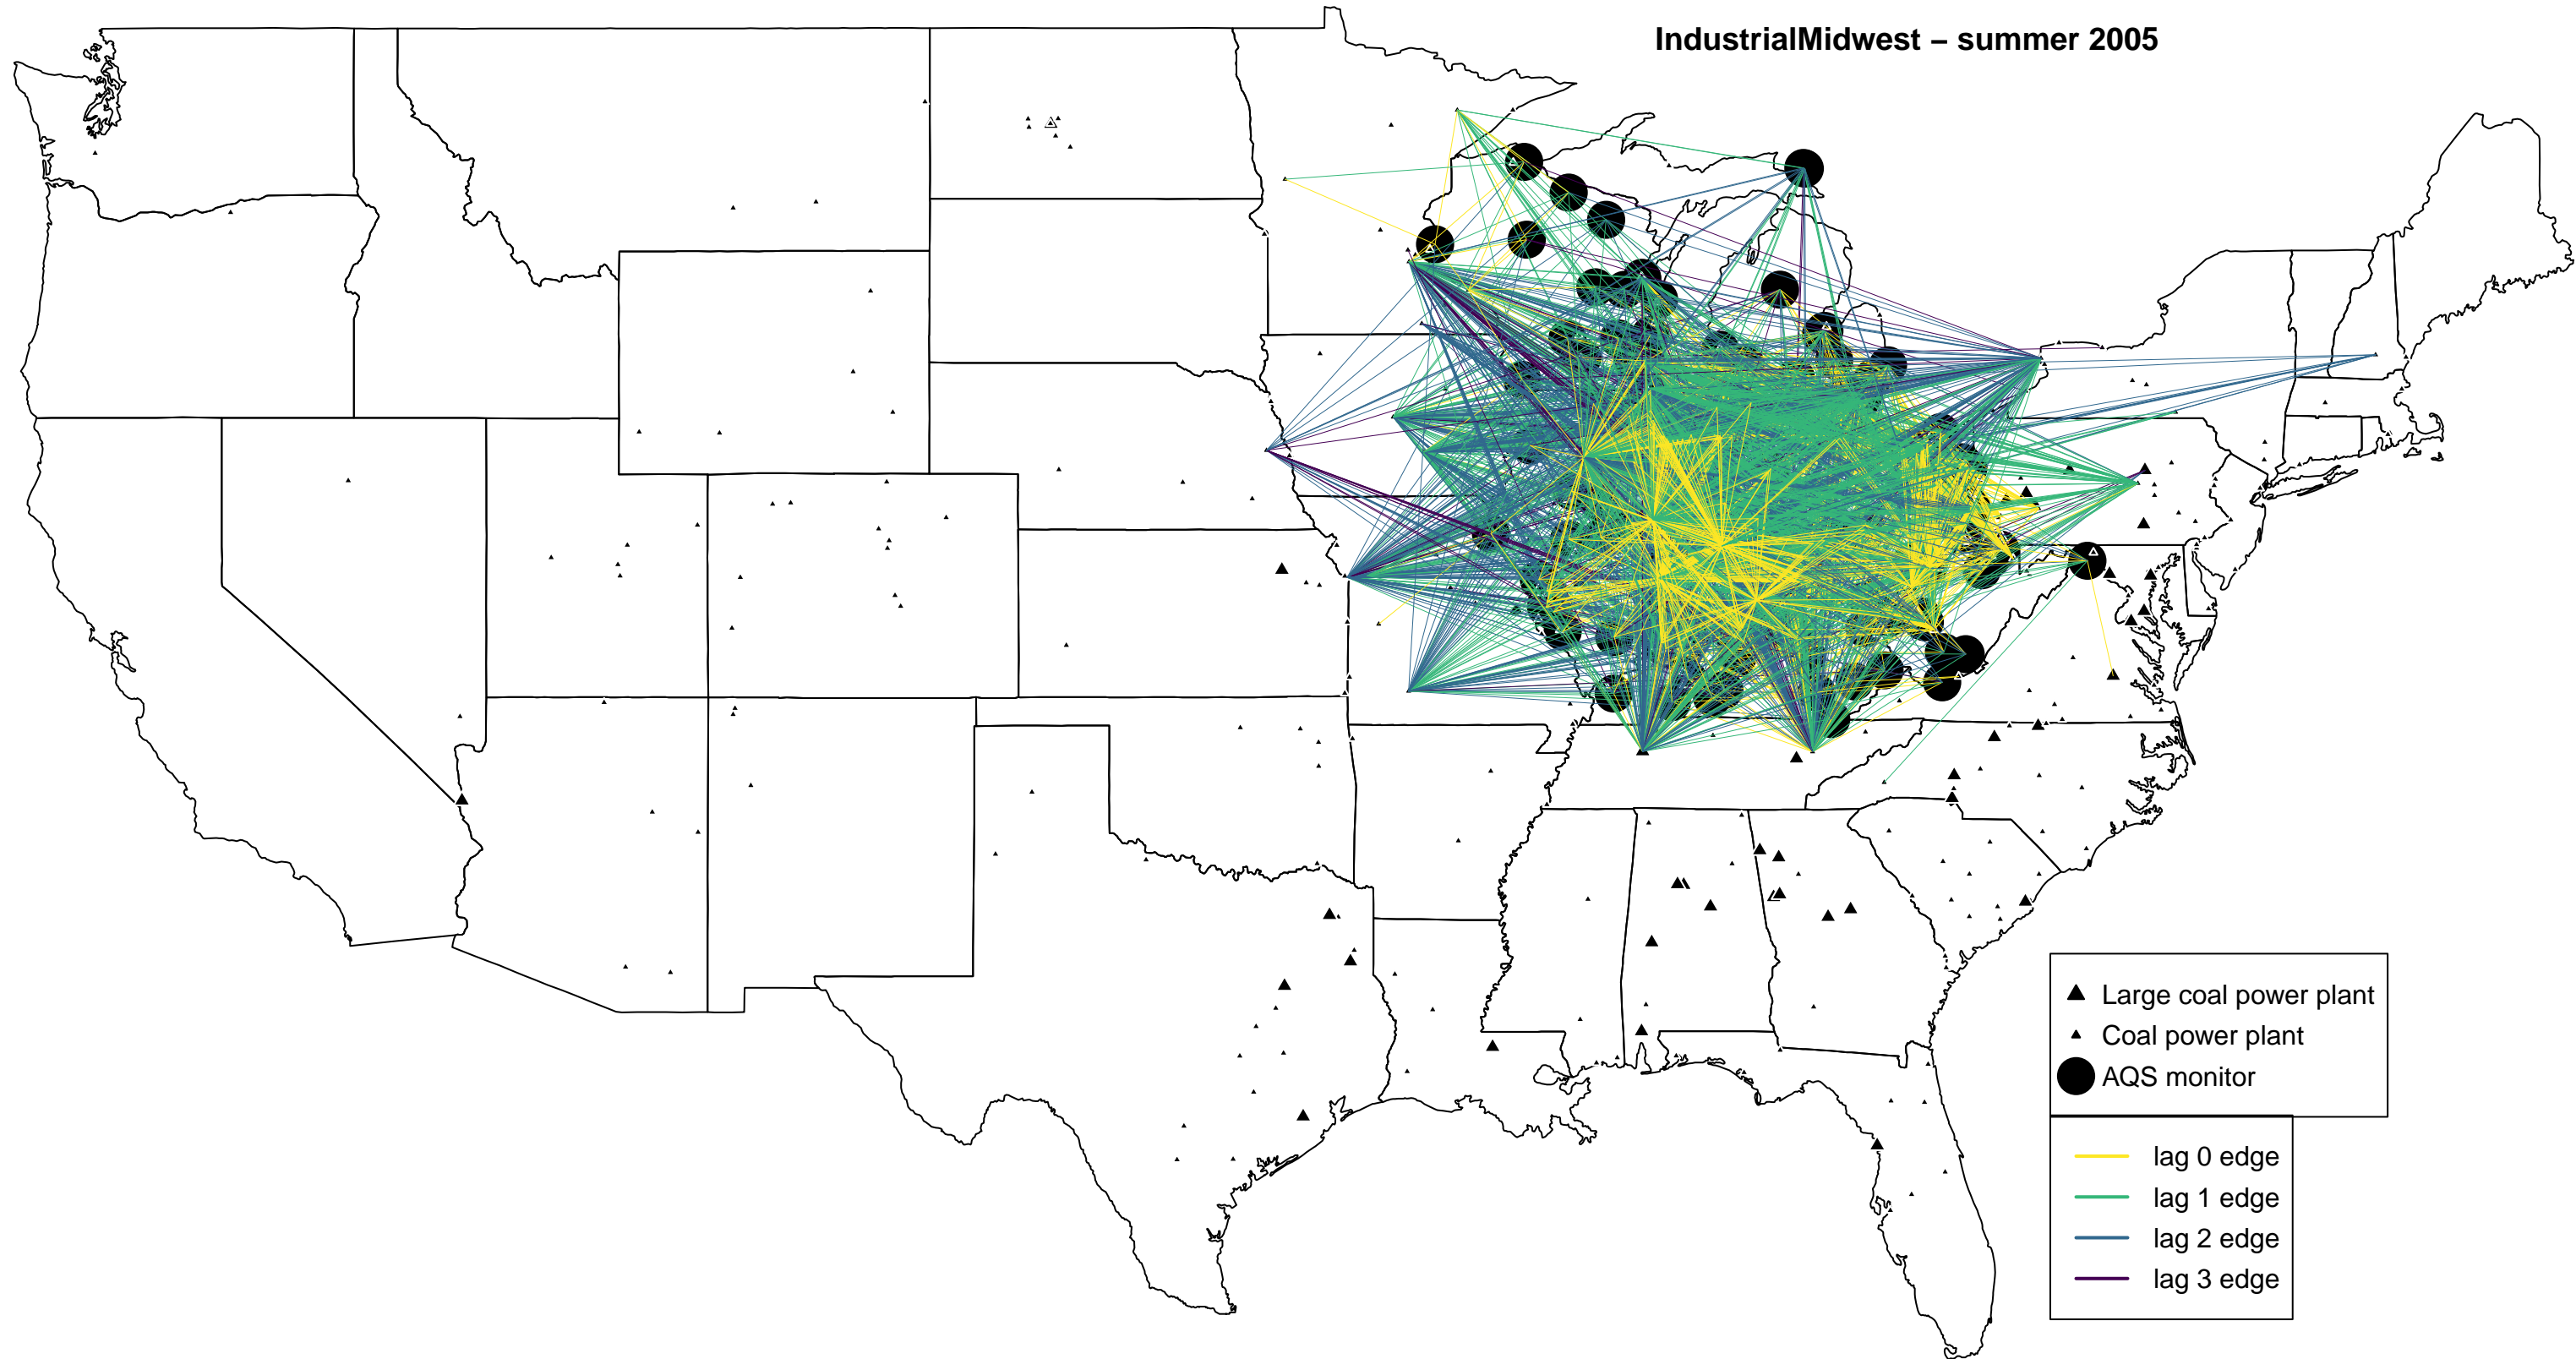 IndustrialMidwest – summer 2005
Large coal power plant
Coal power plant
AQS monitor
lag 0 edge
lag 1 edge
lag 2 edge
lag 3 edge